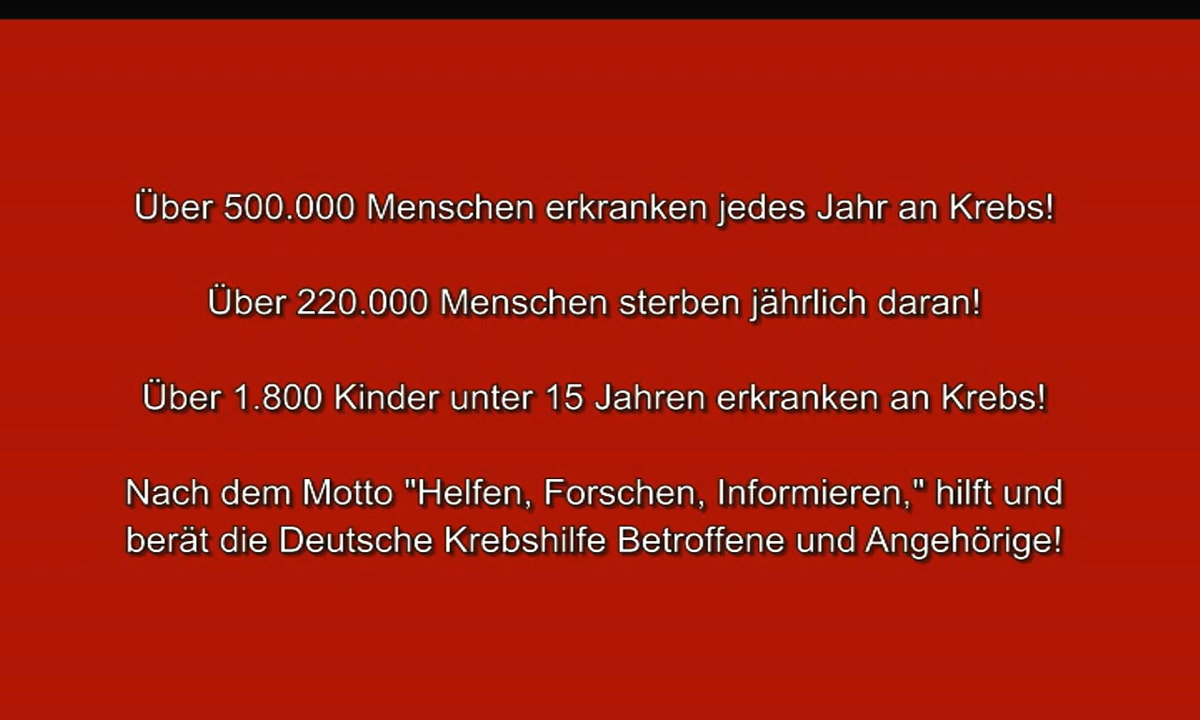 Über 500.000 Menschen erkranken jedes Jahr an Krebs!
Über 220.000 Menschen sterben jährlich daran!
Über 1.800 Kinder unter 15 Jahren erkranken an Krebs!
Nach dem Motto "Helfen, Forschen, Informieren," hilft und
berät die Deutsche Krebshilfe Betroffene und Angehörige!